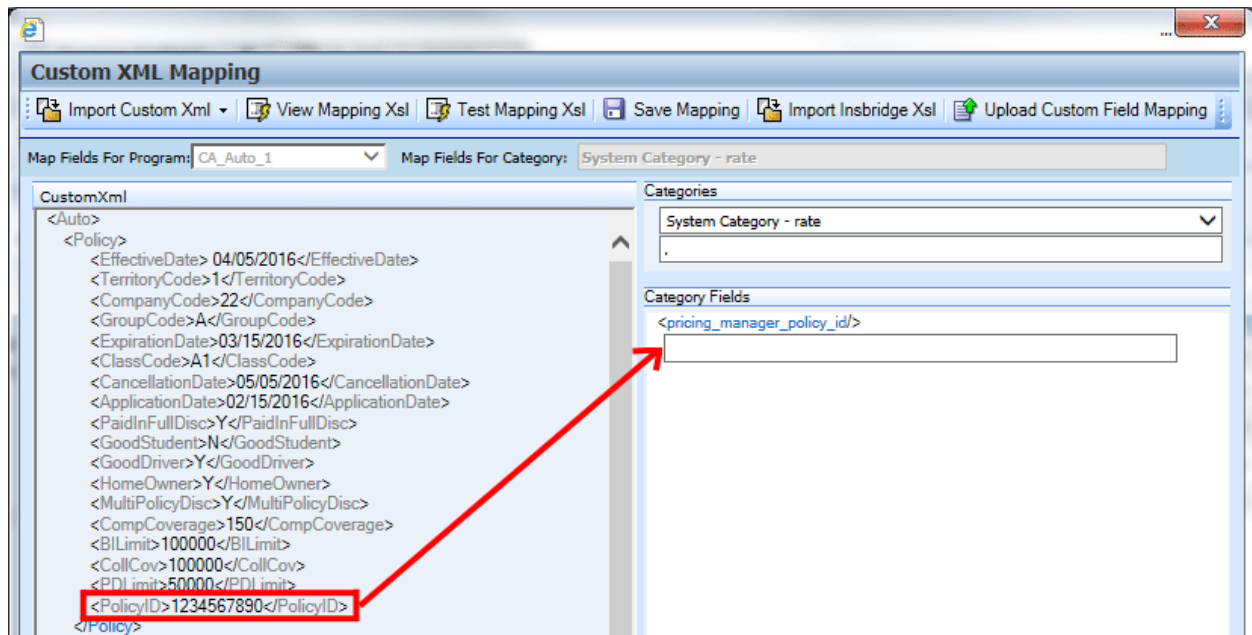 ...
X
Custom XML Mapping
Import Custom Xml View Mapping Xsl Test Mapping Xsl Save Mapping Import Insbridge Xsl Upload Custom Field Mapping
Map Fields For Program: CA_Auto_1 Map Fields For Category: System Category - rate
CustomXml
<Auto>
<Policy>
<EffectiveDate> 04/05/2016</EffectiveDate>
<TerritoryCode>1</TerritoryCode>
<CompanyCode>22</CompanyCode>
<GroupCode>A</GroupCode>
<ExpirationDate>03/15/2016</ExpirationDate>
<ClassCode>A1</ClassCode>
<CancellationDate>05/05/2016</CancellationDate>
<ApplicationDate>02/15/2016</ApplicationDate>
<PaidInFullDisc>Y</PaidInFullDisc>
<GoodStudent>N</GoodStudent>
<GoodDriver>Y</GoodDriver>
<HomeOwner>Y</HomeOwner>
<MultiPolicyDisc>Y</MultiPolicyDisc>
<CompCoverage>150</CompCoverage>
<BILimit>100000</BILimit>
<CollCov>100000</CollCov>
<PDLimit>50000</PDLimit>
<PolicyID>1234567890</PolicyID>
</Policy>
Categories
System Category - rate
.
Category Fields
<pricing_manager_policy_id/>